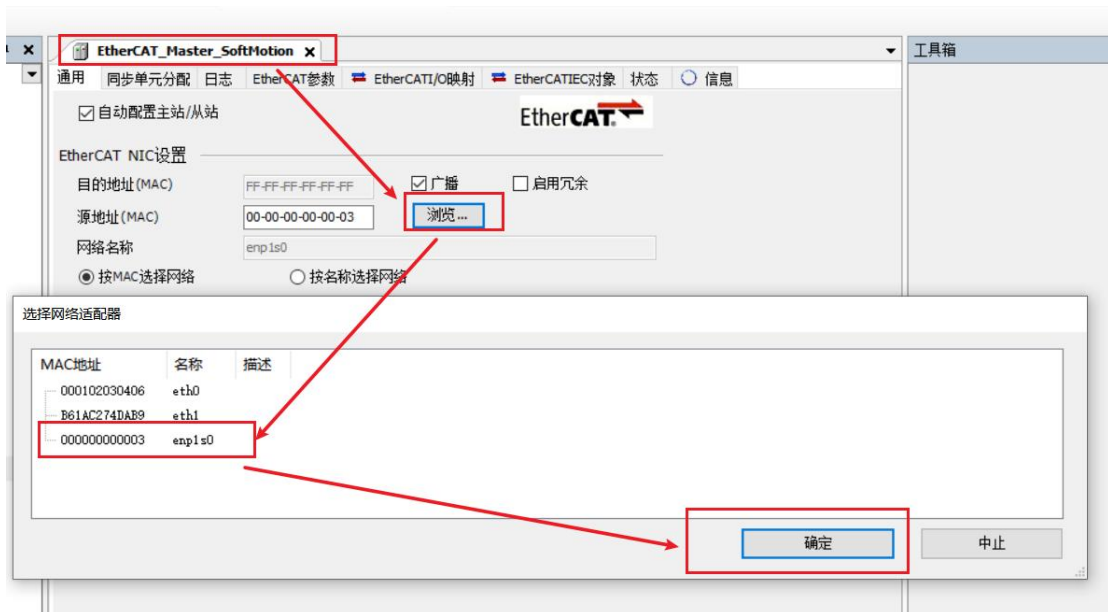 EtherCAT_Master_SoftMotion
工具箱
通用 同步单元分配 日志 EtherCAT参数 EtherCATI/O映射 EtherCATIEC对象 状态 信息
自动配置主站/从站
EtherCAT
EtherCAT NIC设置
目的地址(MAC) FF-FF-FF-FF-FF-FF 广播 启用冗余
源地址(MAC) 00-00-00-00-00-03 浏览...
网络名称 enp1s0
按MAC选择网络 按名称选择网络
选择网络适配器
MAC地址 名称 描述
000102030406 eth0
B61AC274DAB9 eth1
000000000003 enp1s0
确定 中止